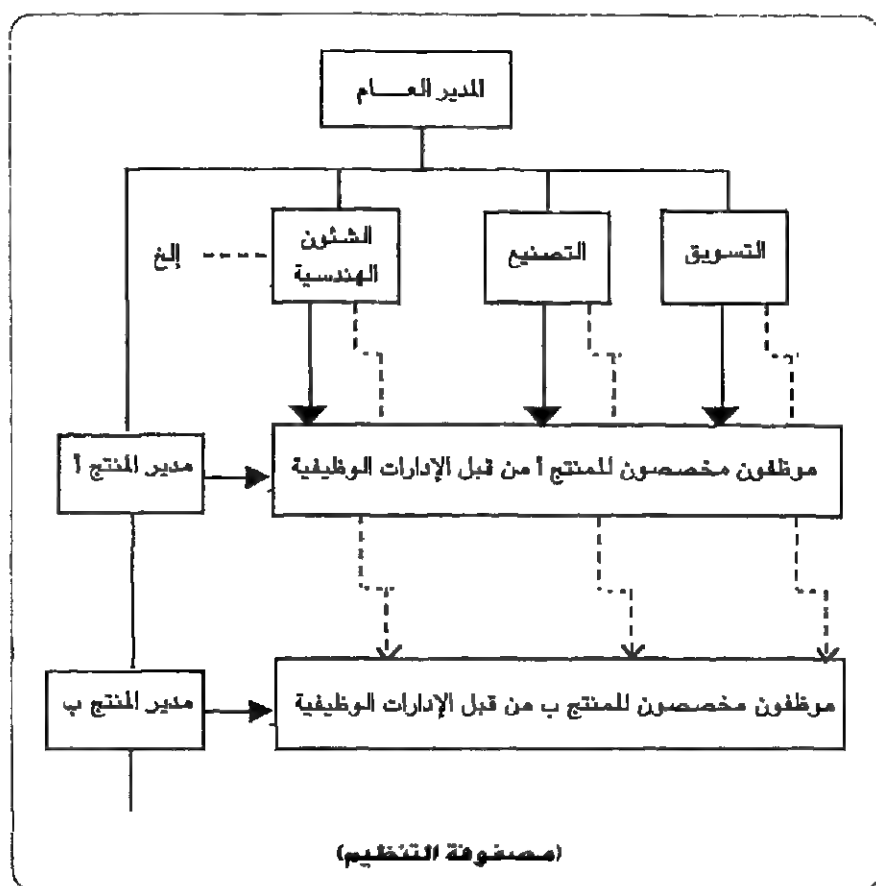 المدير العـــام
التسويق
التصنيع
الشئون
الهندسية
إلخ
مدير المنتج أ
موظفون مخصصون للمنتج أ من قبل الإدارات الوظيفية
مدير المنتج ب
موظفون مخصصون للمنتج ب من قبل الإدارات الوظيفية
(مصفوفة التنظيم)